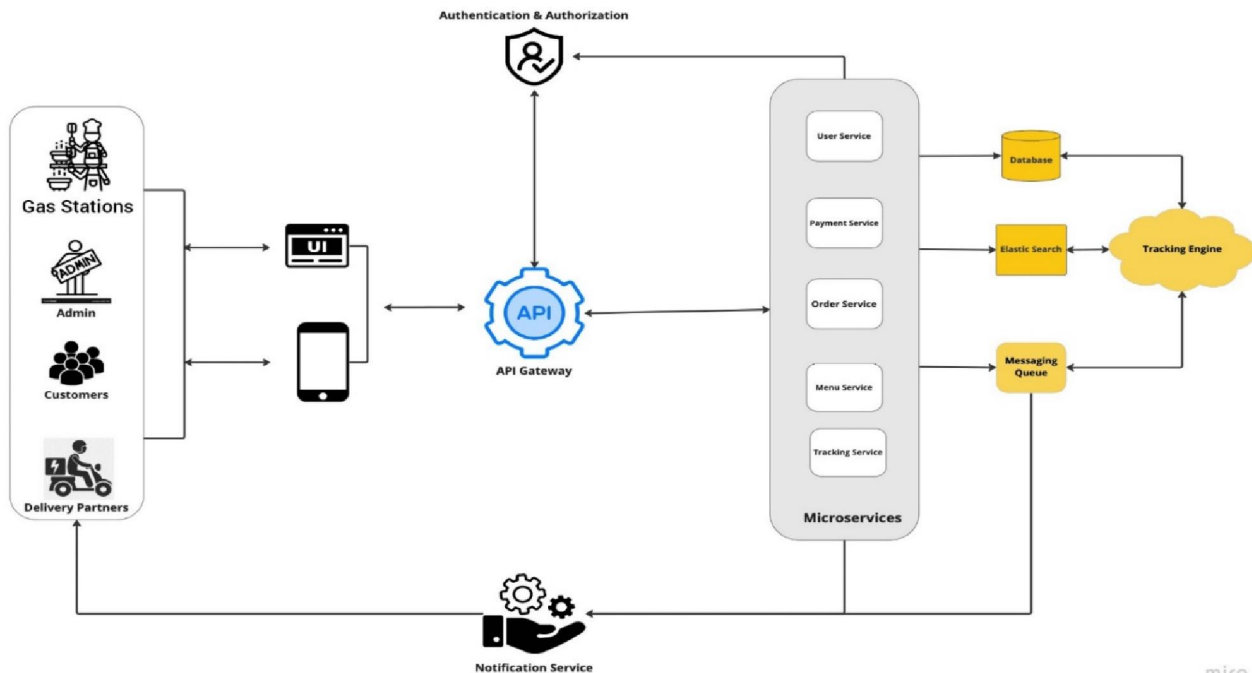 Authentication & Authorization
Gas Stations
ADMIN
Admin
Customers
Delivery Partners
UI
API
API Gateway
User Service
Payment Service
Order Service
Menu Service
Tracking Service
Microservices
Database
Elastic Search
Messaging
Queue
Tracking Engine
Notification Service
miro